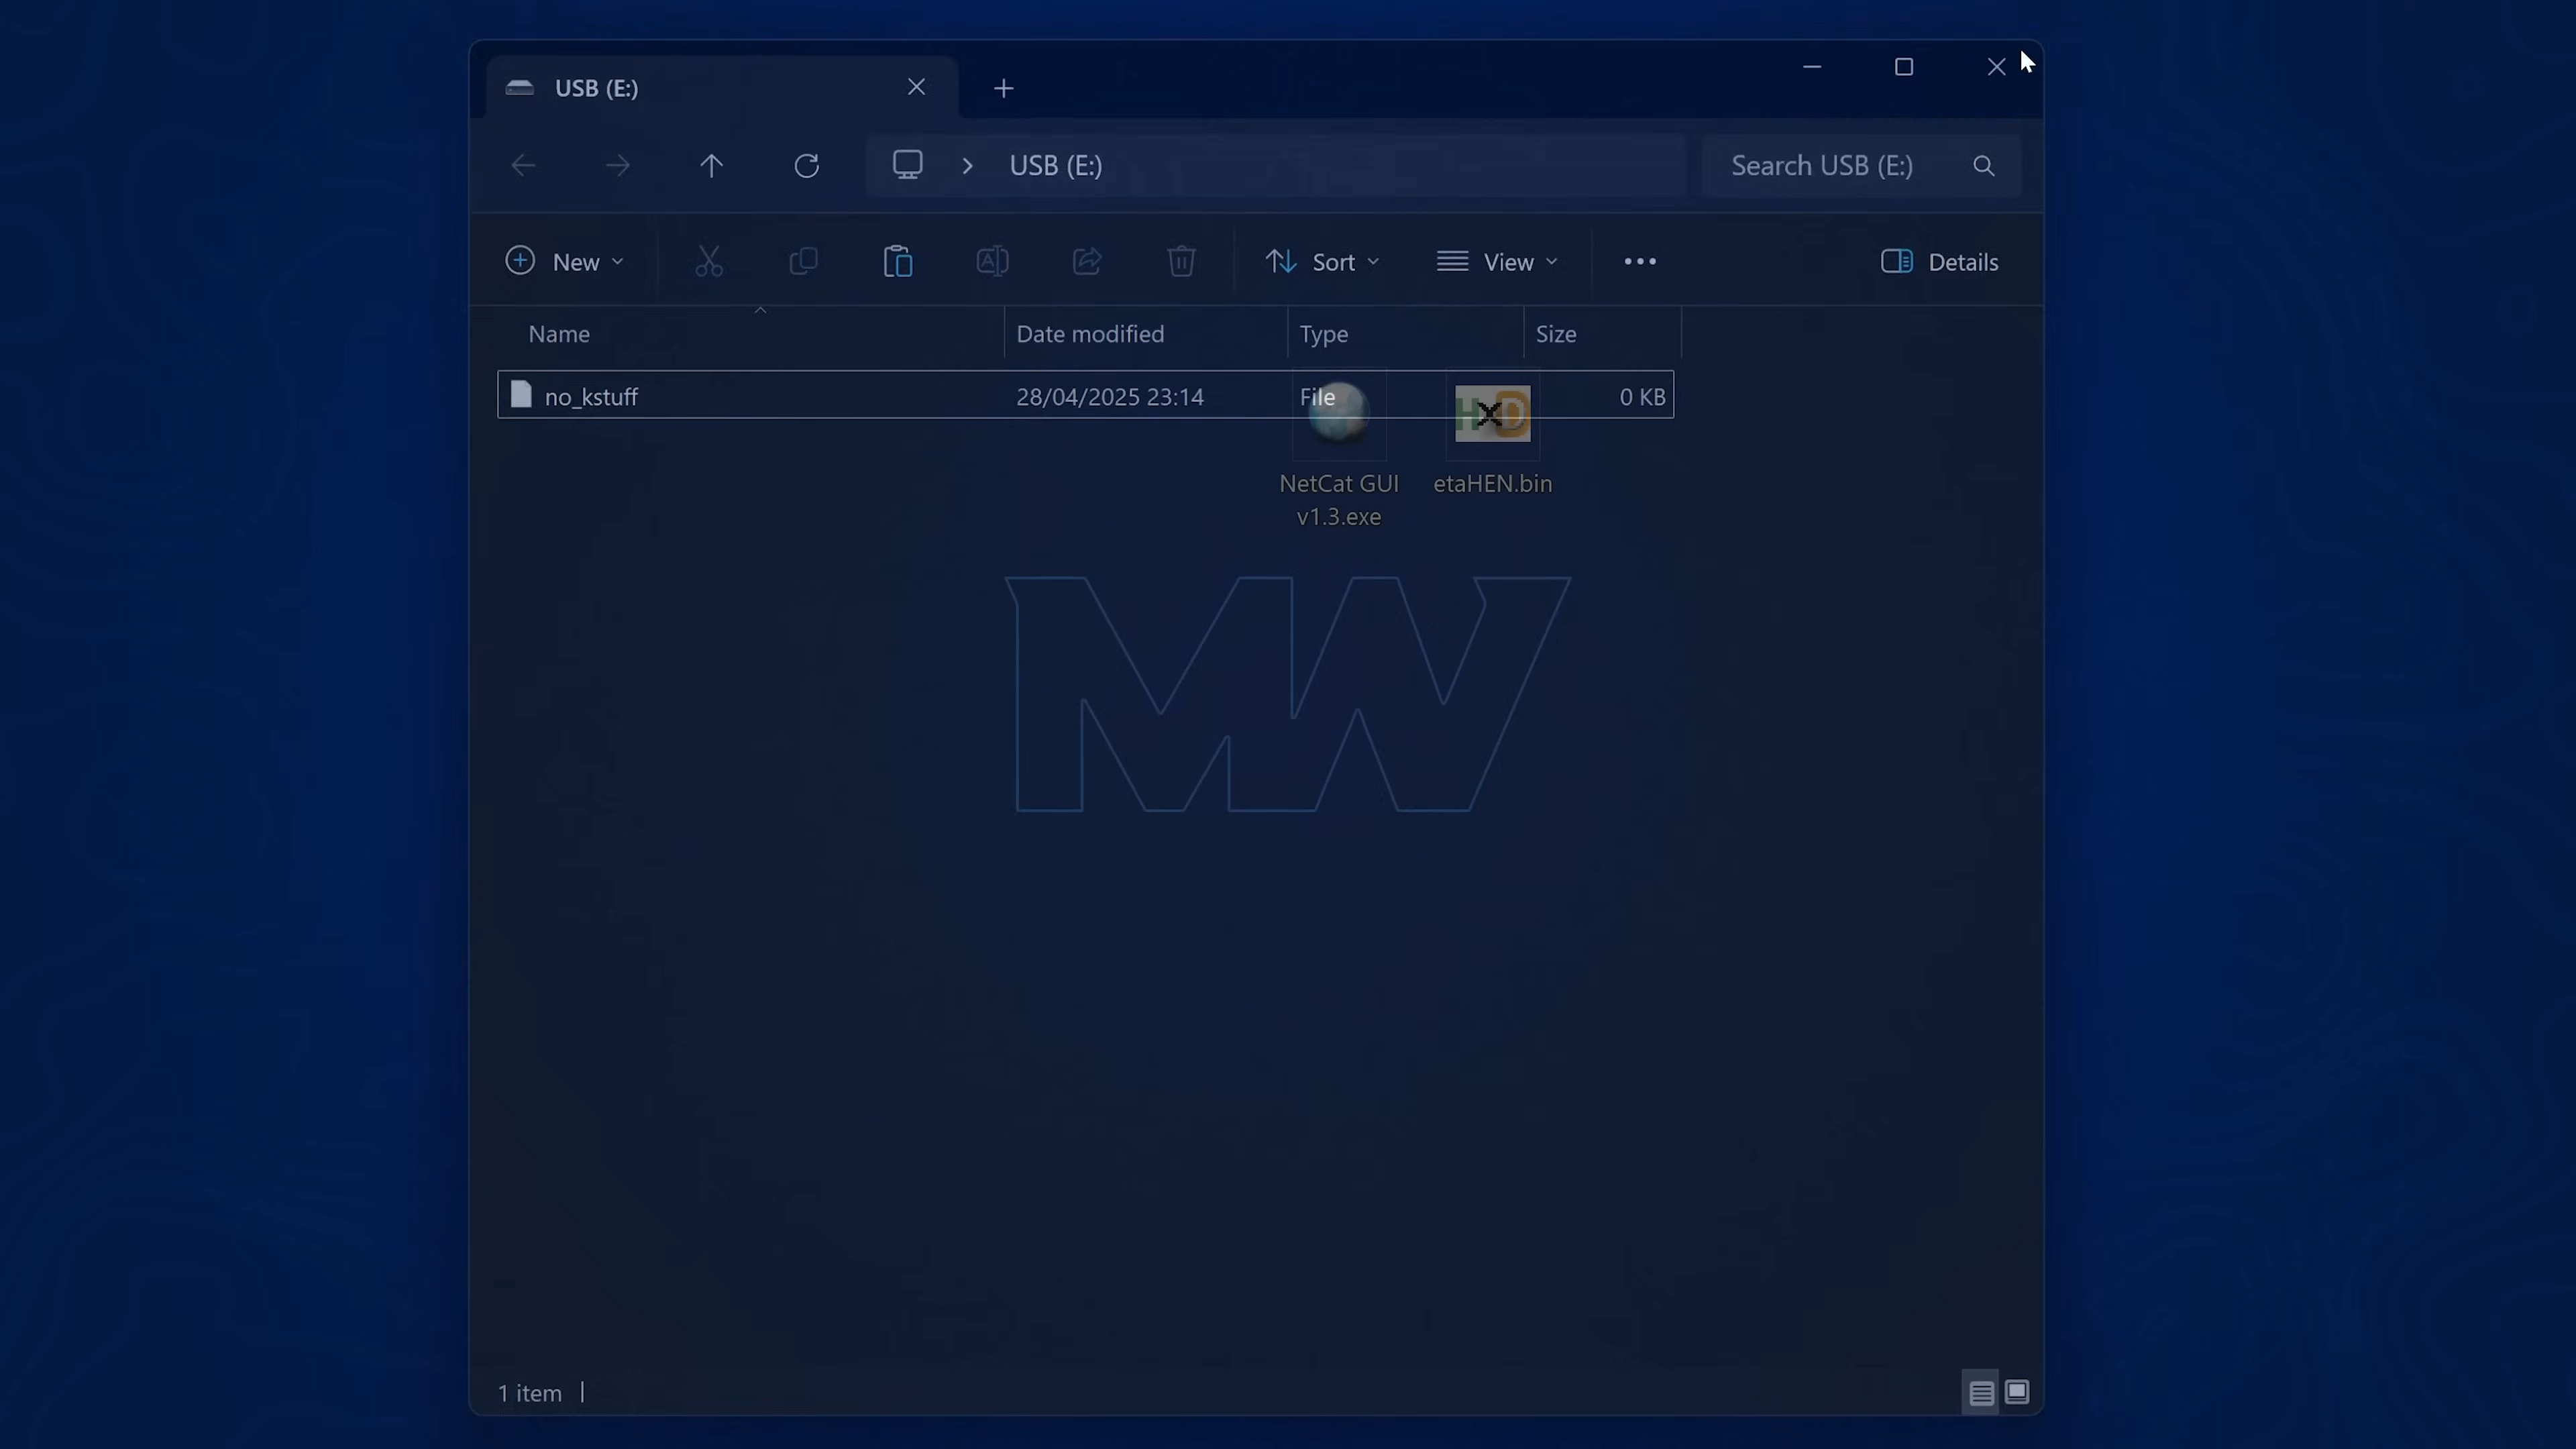 USB (E:)
USB (E:)
Search USB (E:)
New
Sort
View
Details
Name
Date modified
Type
Size
no_kstuff
28/04/2025 23:14
File
0 KB
HxD
NetCat GUI
v1.3.exe
etaHEN.bin
MW
1 item